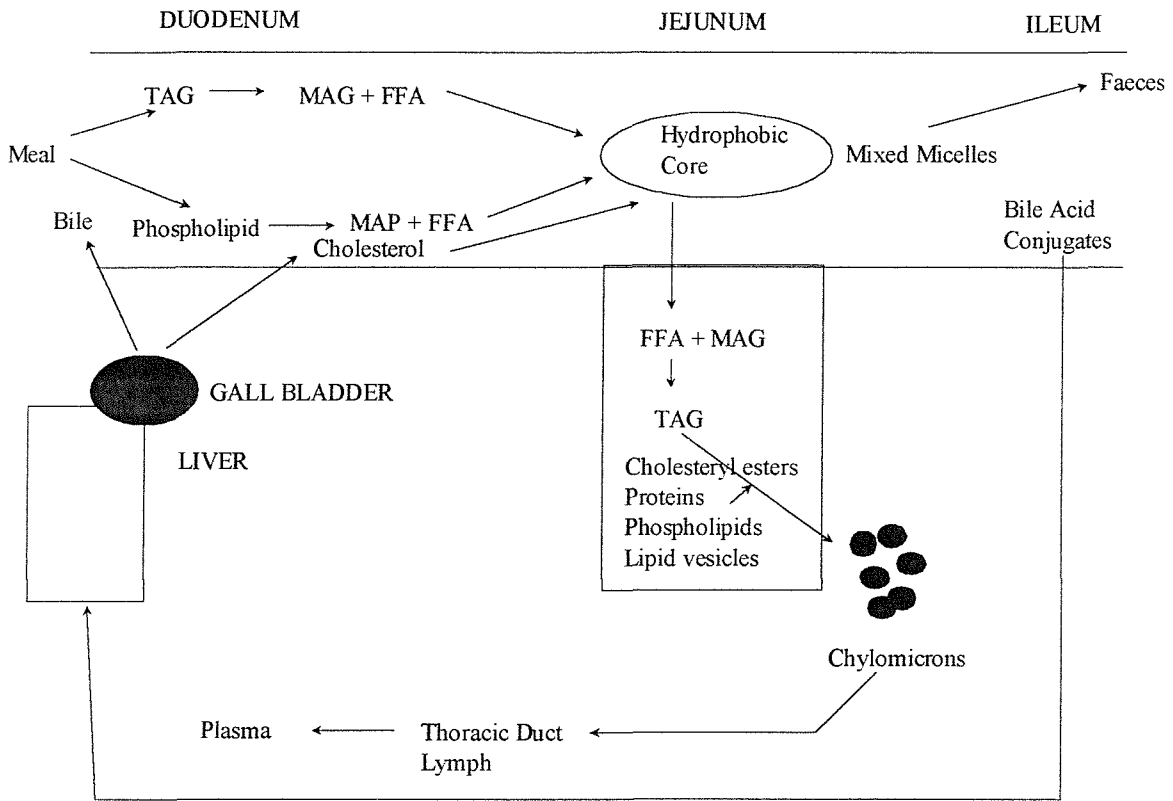 DUODENUM
JEJUNUM
ILEUM
TAG
MAG + FFA
Faeces
Meal
Hydrophobic
Core
Mixed Micelles
Bile
Phospholipid
MAP + FFA
Cholesterol
Bile Acid
Conjugates
FFA + MAG
GALL BLADDER
TAG
LIVER
Cholesteryl esters
Proteins
Phospholipids
Lipid vesicles
Chylomicrons
Plasma
Thoracic Duct
Lymph